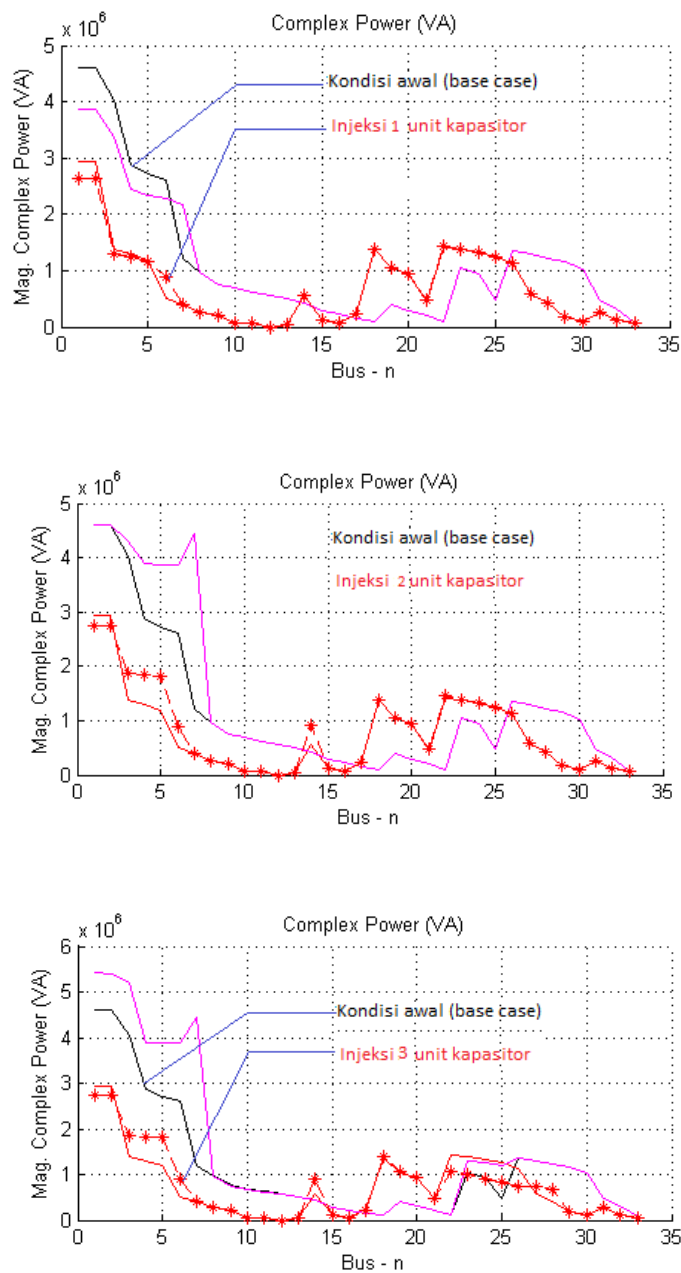 Complex Power (VA)
x 10^6
5
4
3
2
1
0
Mag. Complex Power (VA)
Kondisi awal (base case)
Injeksi 1 unit kapasitor
0 5 10 15 20 25 30 35
Bus - n
Complex Power (VA)
x 10^6
5
4
3
2
1
0
Mag. Complex Power (VA)
Kondisi awal (base case)
Injeksi 2 unit kapasitor
0 5 10 15 20 25 30 35
Bus - n
Complex Power (VA)
x 10^6
6
5
4
3
2
1
0
Mag. Complex Power (VA)
Kondisi awal (base case)
Injeksi 3 unit kapasitor
0 5 10 15 20 25 30 35
Bus - n